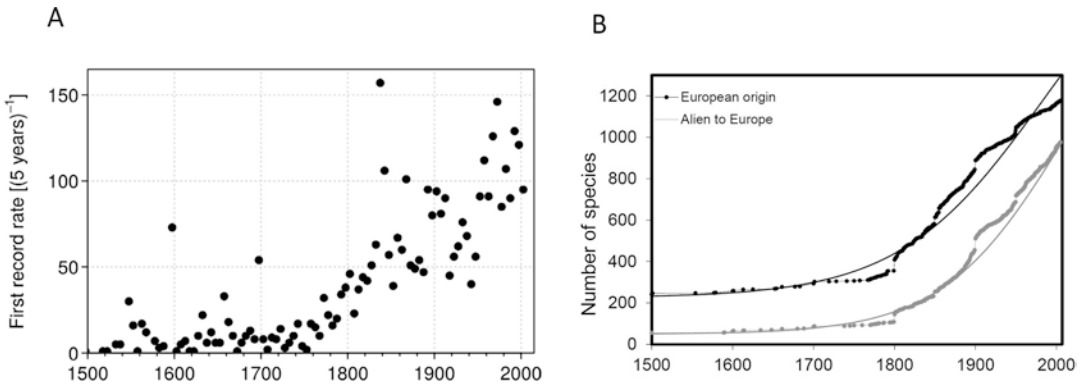 A
First record rate [(5 years)⁻¹]
150
100
50
0
1500 1600 1700 1800 1900 2000
B
Number of species
1200
1000
800
600
400
200
0
European origin
Alien to Europe
1500 1600 1700 1800 1900 2000